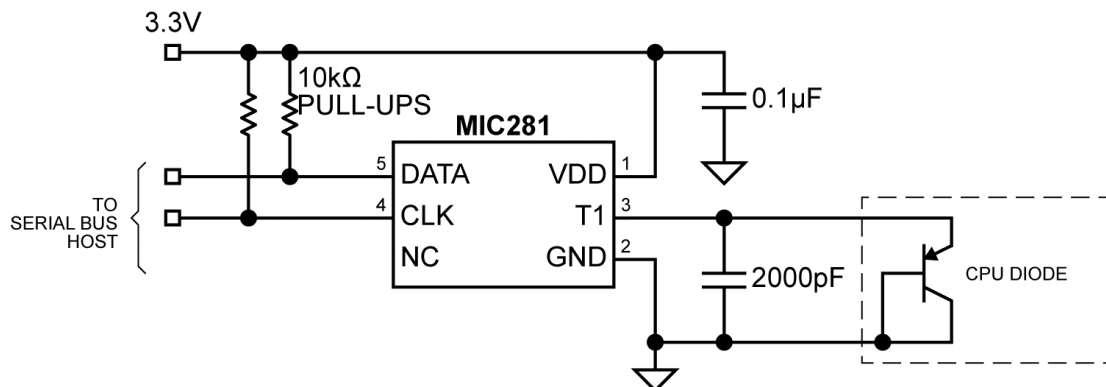 3.3V
10kΩ
PULL-UPS
0.1µF
MIC281
5 DATA VDD 1
TO
SERIAL BUS
HOST
4 CLK T1 3
NC GND 2
2000pF
CPU DIODE